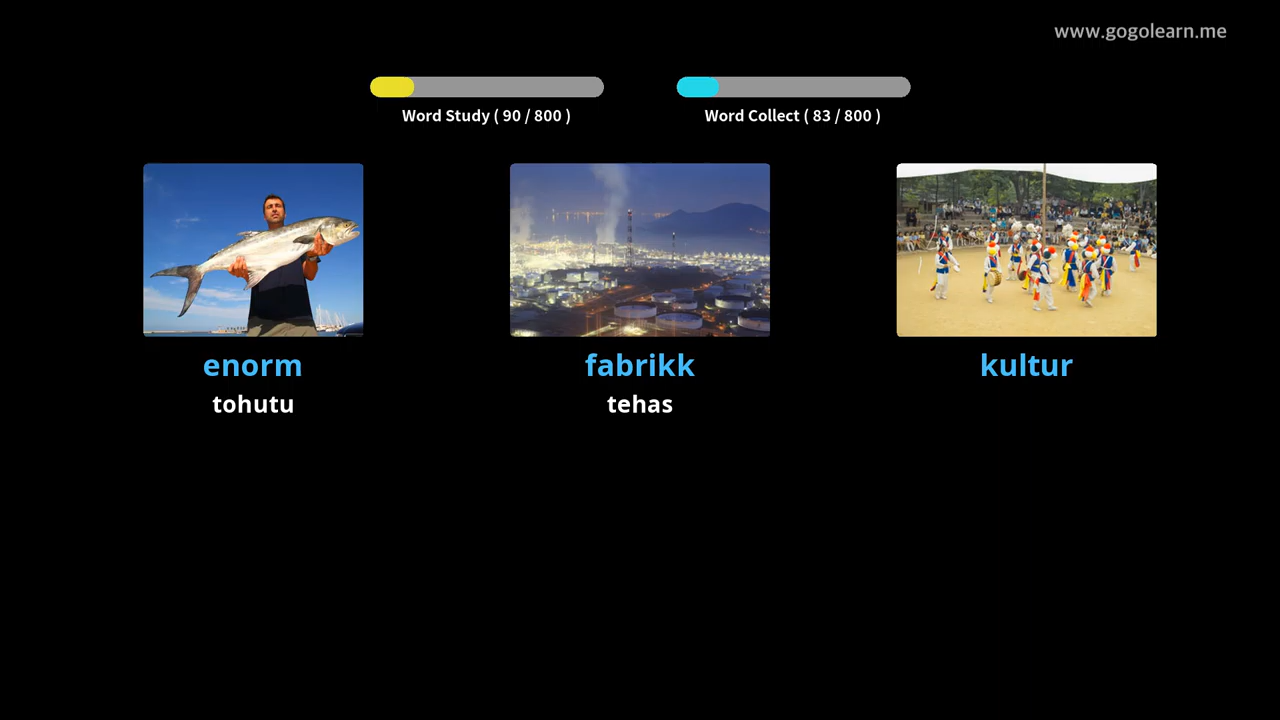 www.gogolearn.me
Word Study ( 90 / 800 )
Word Collect ( 83 / 800 )
enorm
fabrikk
kultur
tohutu
tehas